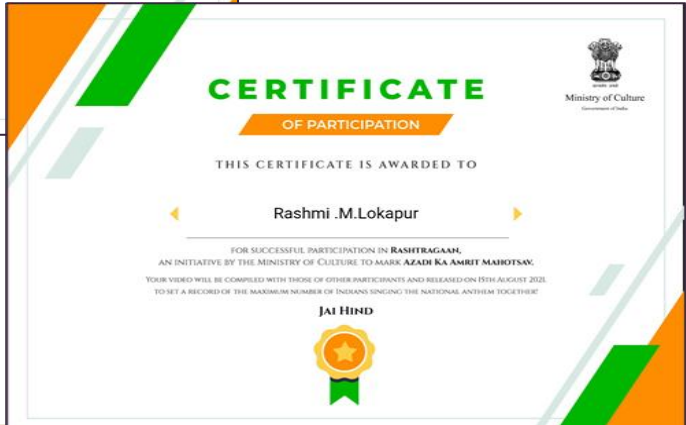 CERTIFICATE
OF PARTICIPATION
Ministry of Culture
Government of India
THIS CERTIFICATE IS AWARDED TO
Rashmi .M.Lokapur
FOR SUCCESSFUL PARTICIPATION IN RASHTRAGAAN,
AN INITIATIVE BY THE MINISTRY OF CULTURE TO MARK AZADI KA AMRIT MAHOTSAV.
YOUR VIDEO WILL BE COMPILED WITH THOSE OF OTHER PARTICIPANTS AND RELEASED ON 15TH AUGUST 2021.
TO SET A RECORD OF THE MAXIMUM NUMBER OF INDIANS SINGING THE NATIONAL ANTHEM TOGETHER!
JAI HIND